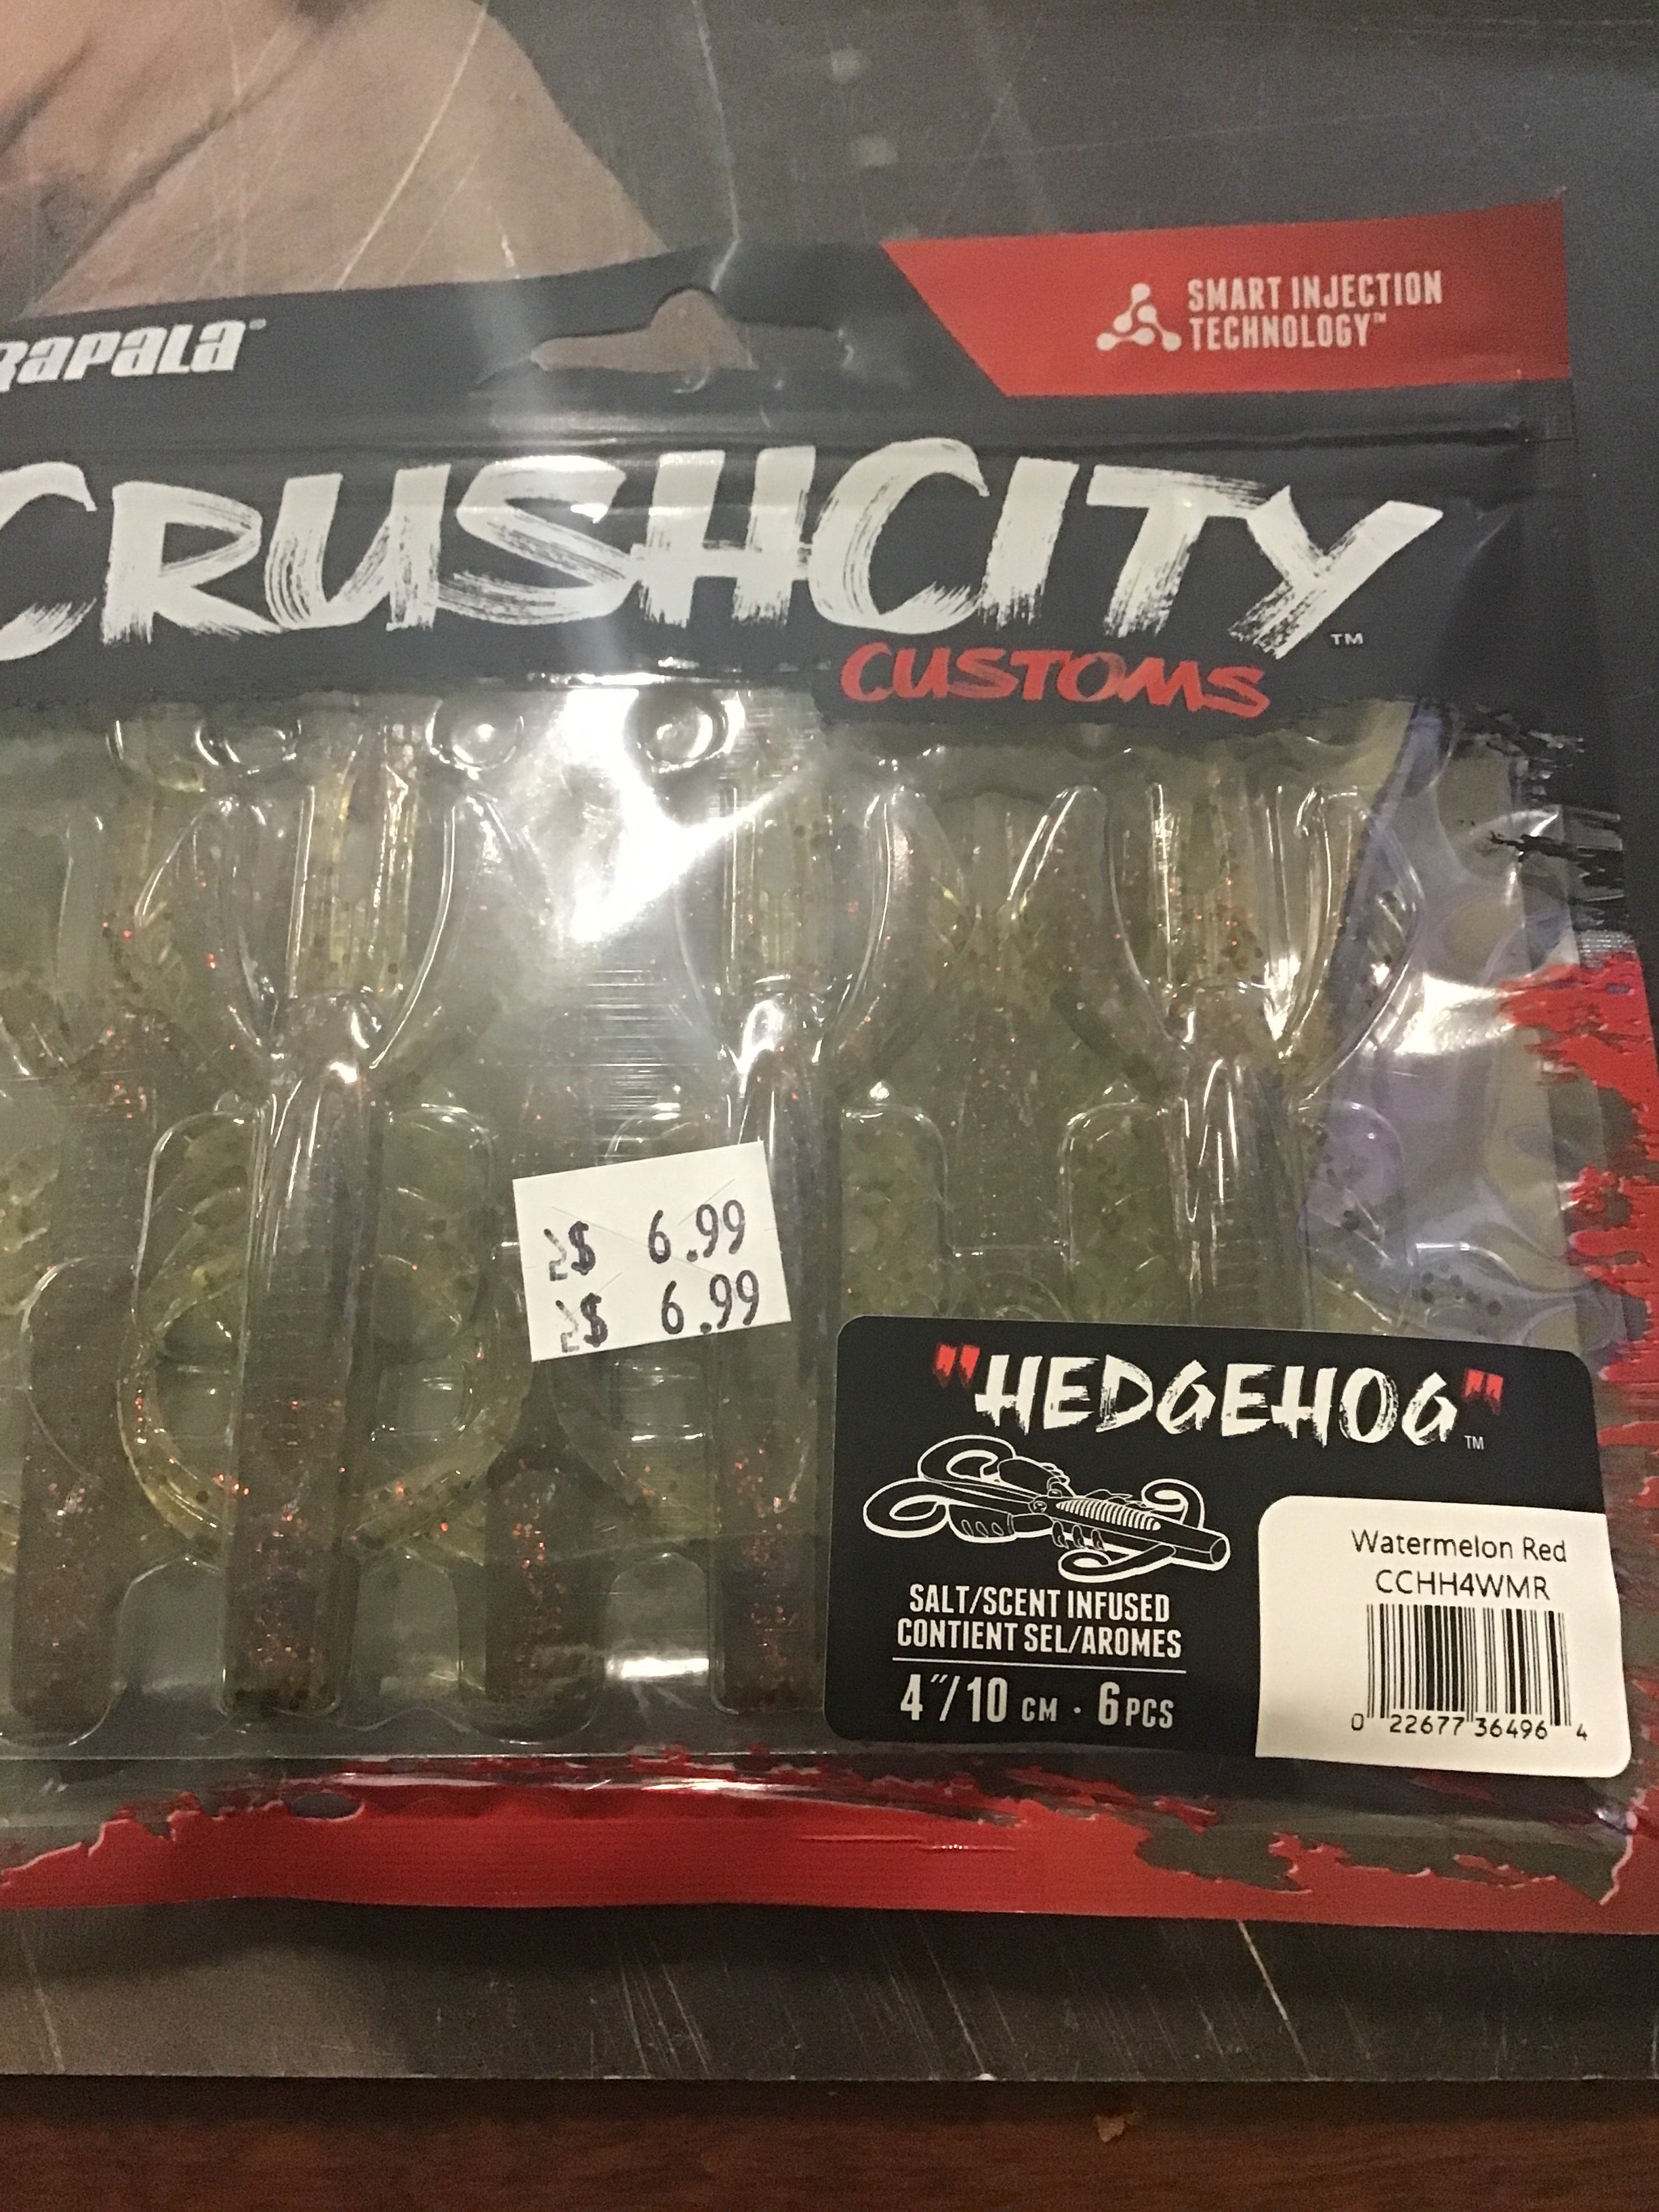 RAPALA®
SMART INJECTION
TECHNOLOGY™
CRUSHCITY™
CUSTOMS
$ 6.99
$ 6.99
"HEDGEHOG"™
SALT/SCENT INFUSED
CONTIENT SEL/AROMES
4"/10 CM · 6 PCS
Watermelon Red
CCHH4WMR
0 22677 36496 4